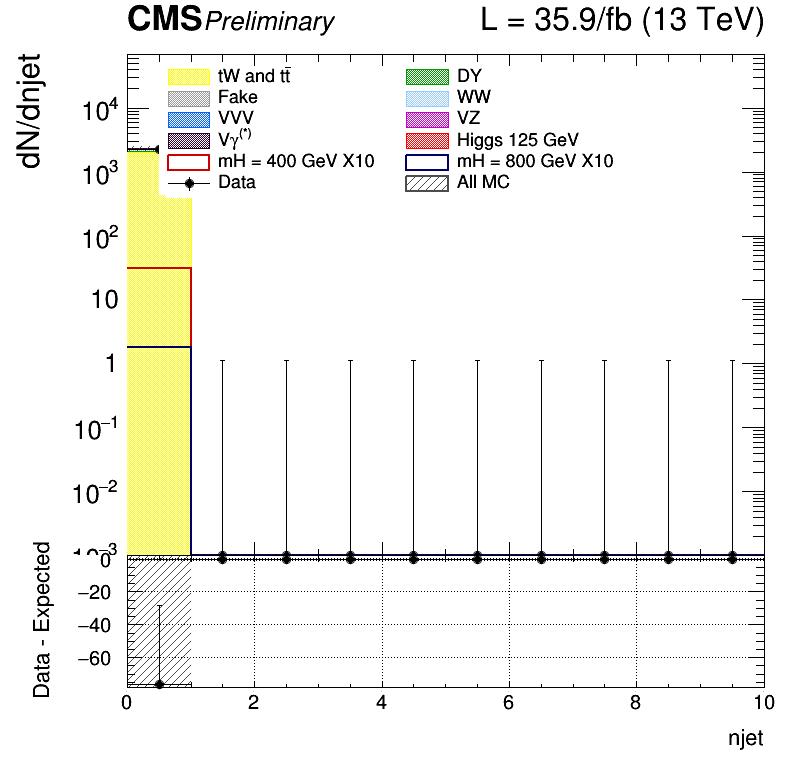 CMS Preliminary L = 35.9/fb (13 TeV)
dN/dnjet
tW and tt̄ DY
Fake WW
VVV VZ
Vγ(*) Higgs 125 GeV
mH = 400 GeV X10 mH = 800 GeV X10
Data All MC
10⁴
10³
10²
10
1
10⁻¹
10⁻²
Data - Expected
0
−20
−40
−60
0 2 4 6 8 10
njet